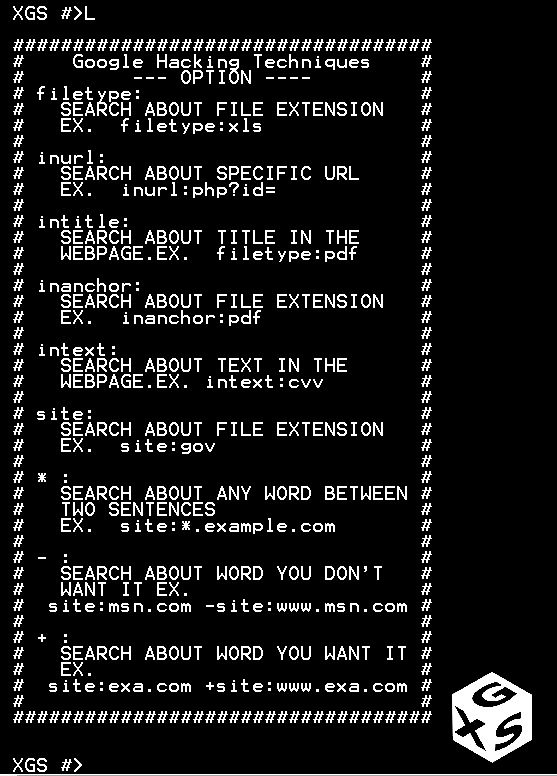 XGS #>L
####################################
# Google Hacking Techniques #
# --- OPTION ---- #
# filetype: #
# SEARCH ABOUT FILE EXTENSION #
# EX. filetype:xls #
# #
# inurl: #
# SEARCH ABOUT SPECIFIC URL #
# EX. inurl:php?id= #
# #
# intitle: #
# SEARCH ABOUT TITLE IN THE #
# WEBPAGE.EX. filetype:pdf #
# #
# inanchor: #
# SEARCH ABOUT FILE EXTENSION #
# EX. inanchor:pdf #
# #
# intext: #
# SEARCH ABOUT TEXT IN THE #
# WEBPAGE.EX. intext:cvv #
# #
# site: #
# SEARCH ABOUT FILE EXTENSION #
# EX. site:gov #
# #
# * : #
# SEARCH ABOUT ANY WORD BETWEEN #
# TWO SENTENCES #
# EX. site:*.example.com #
# #
# - : #
# SEARCH ABOUT WORD YOU DON'T #
# WANT IT EX. #
# site:msn.com -site:www.msn.com #
# #
# + : #
# SEARCH ABOUT WORD YOU WANT IT #
# EX. #
# site:exa.com +site:www.exa.com #
# #
####################################
XGS #>
G
X S